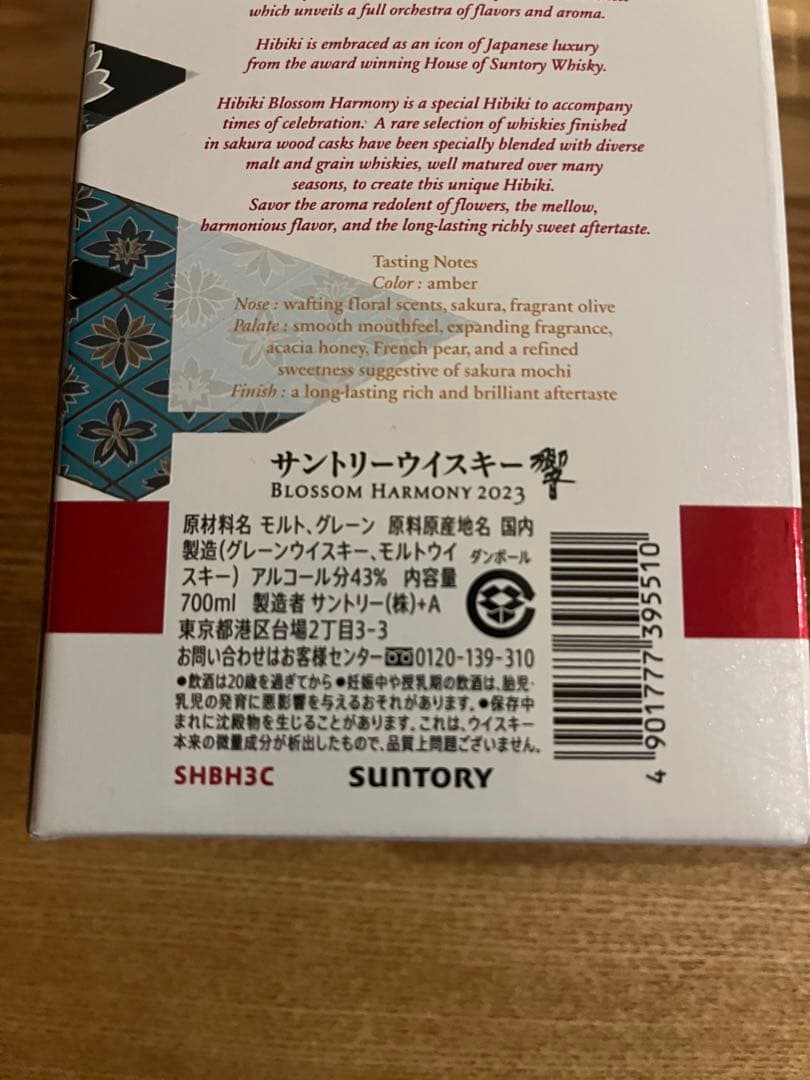 which unveils a full orchestra of flavors and aroma.
Hibiki is embraced as an icon of Japanese luxury
from the award winning House of Suntory Whisky.
Hibiki Blossom Harmony is a special Hibiki to accompany
times of celebration. A rare selection of whiskies finished
in sakura wood casks have been specially blended with diverse
malt and grain whiskies, well matured over many
seasons, to create this unique Hibiki.
Savor the aroma redolent of flowers, the mellow,
harmonious flavor, and the long-lasting richly sweet aftertaste.
Tasting Notes
Color : amber
Nose : wafting floral scents, sakura, fragrant olive
Palate : smooth mouthfeel, expanding fragrance,
acacia honey, French pear, and a refined
sweetness suggestive of sakura mochi
Finish : a long-lasting rich and brilliant aftertaste
サントリーウイスキー 響
BLOSSOM HARMONY 2023
原材料名 モルト、グレーン 原料原産地名 国内
製造(グレーンウイスキー、モルトウイ
スキー) アルコール分43% 内容量
700ml 製造者 サントリー(株)+A
東京都港区台場2丁目3-3
ダンボール
お問い合わせはお客様センター 0120-139-310
●飲酒は20歳を過ぎてから●妊娠中や授乳期の飲酒は、胎児・
乳児の発育に悪影響を与えるおそれがあります。●保存中
まれに沈殿物を生じることがあります。これは、ウイスキー
本来の微量成分が析出したもので、品質上問題ございません。
SHBH3C SUNTORY
4 901777 395510